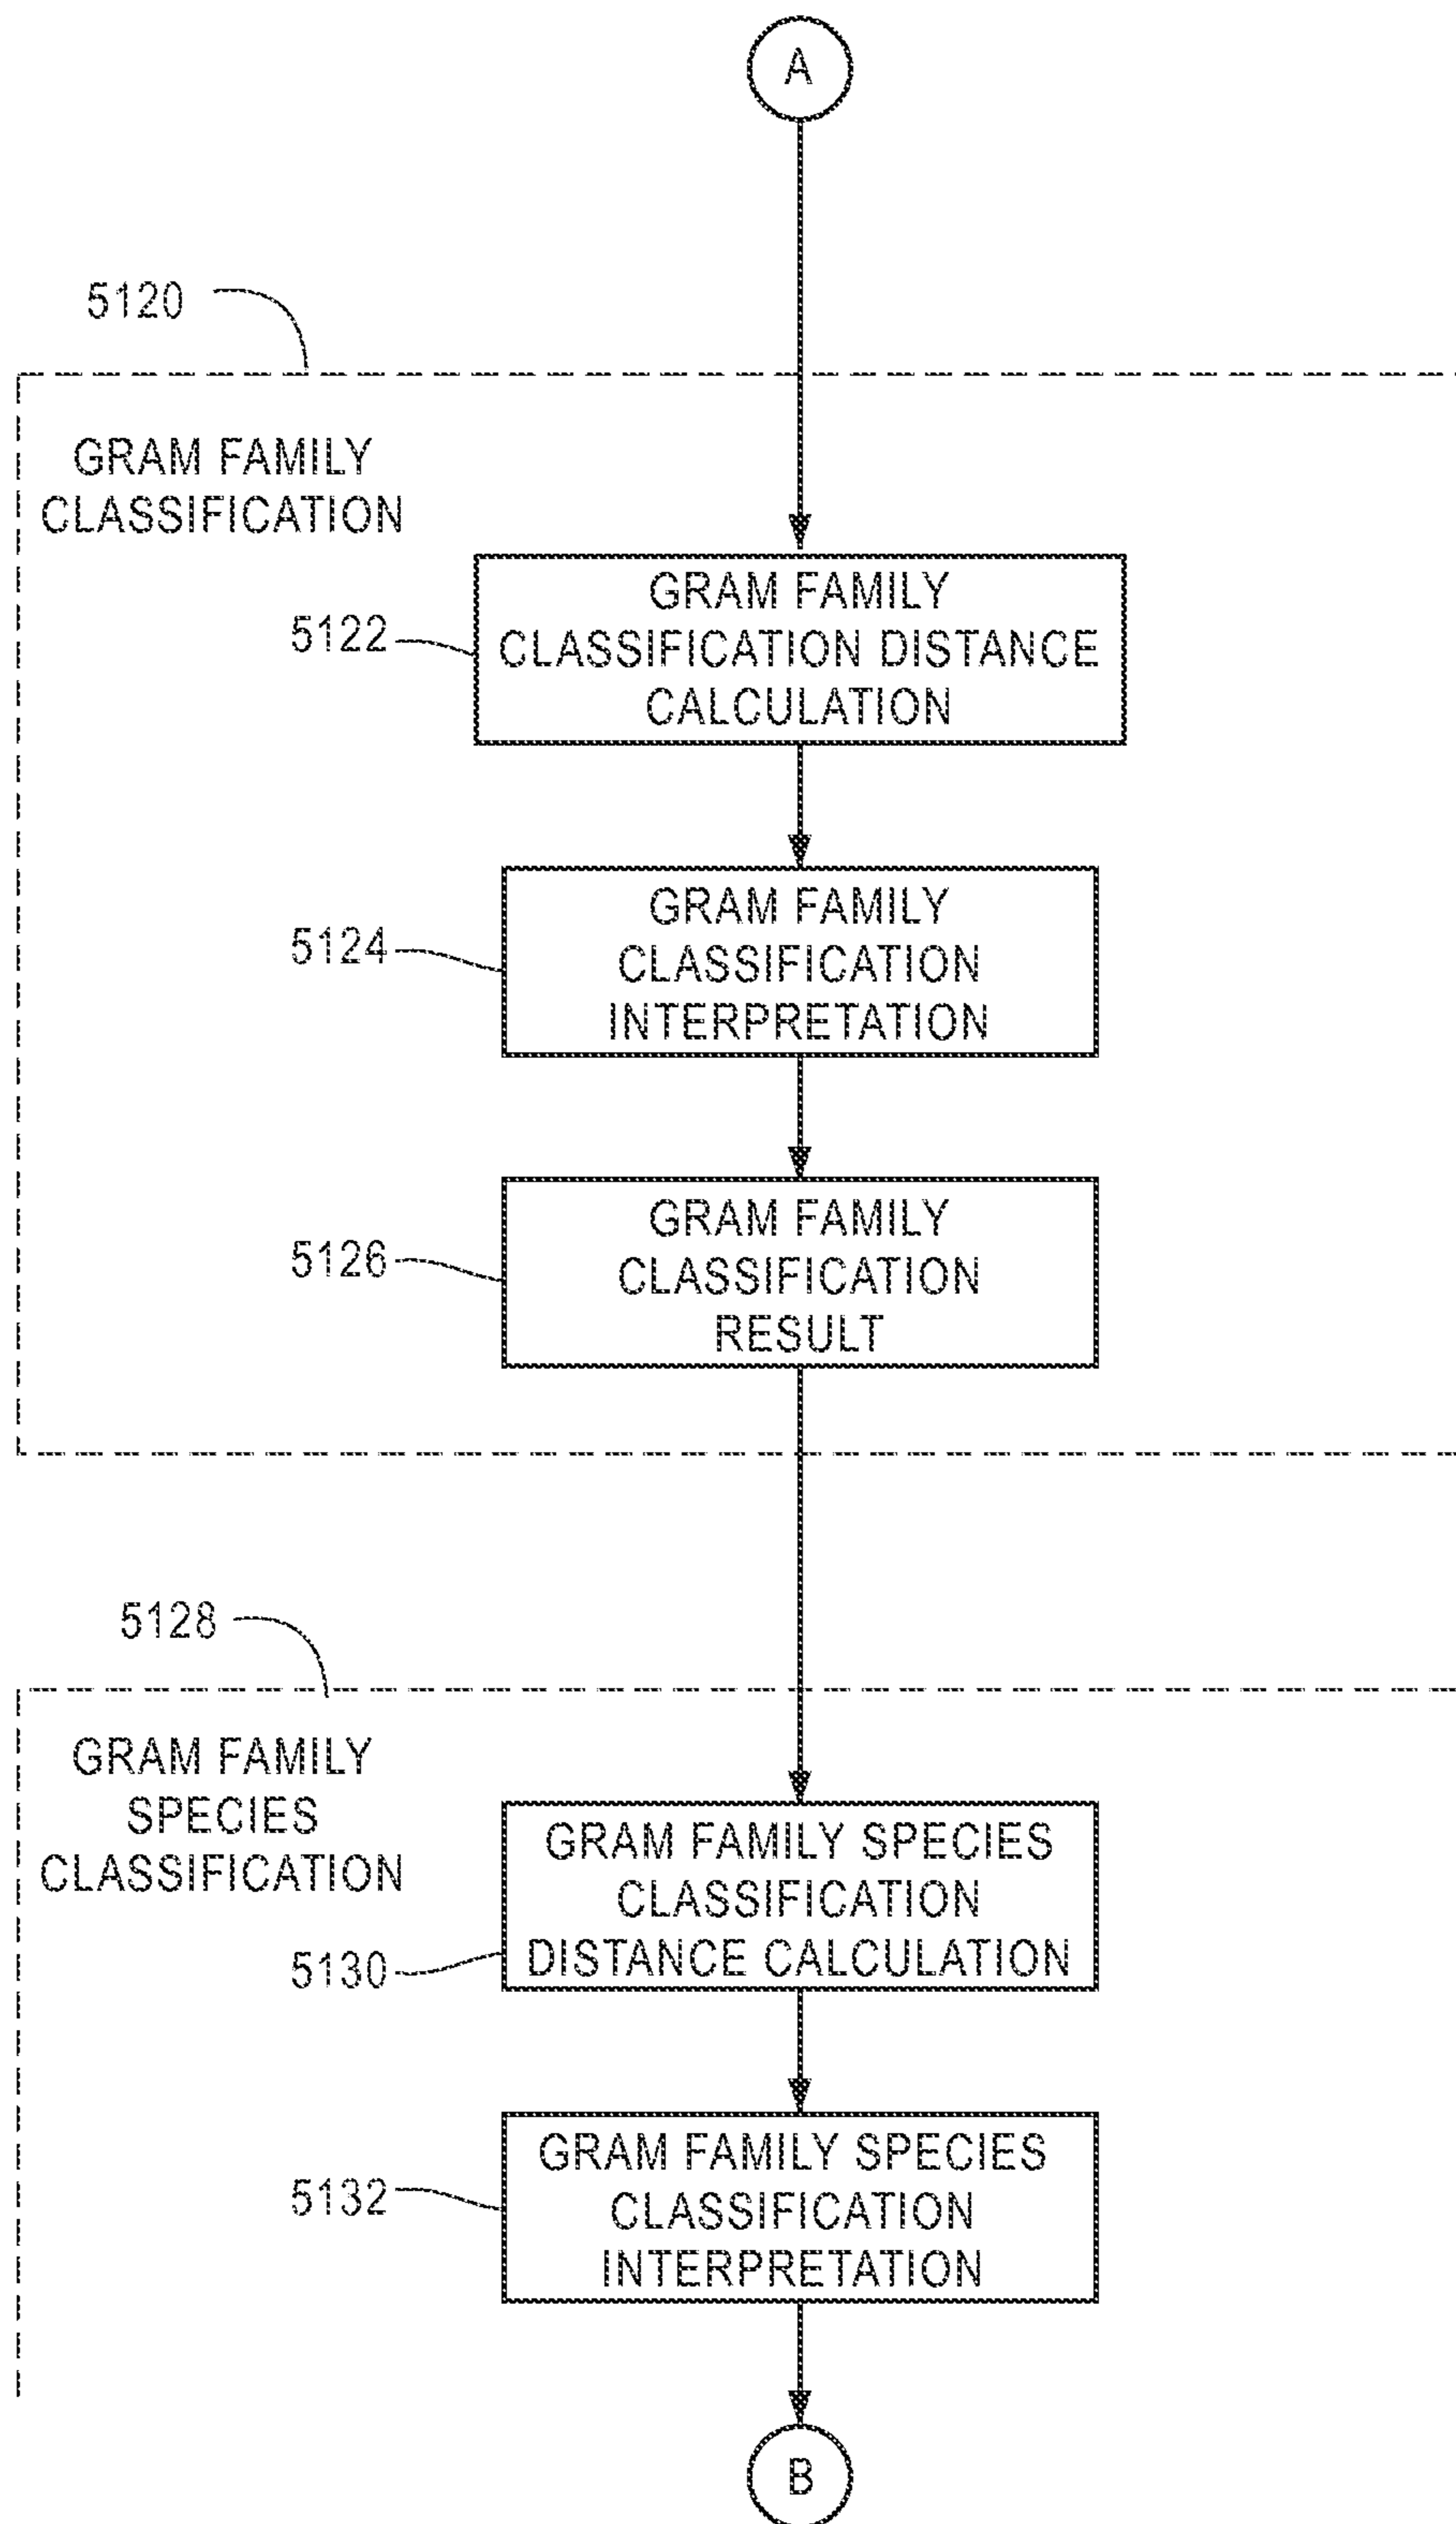 A
5120
GRAM FAMILY
CLASSIFICATION
5122
GRAM FAMILY
CLASSIFICATION DISTANCE
CALCULATION
5124
GRAM FAMILY
CLASSIFICATION
INTERPRETATION
5126
GRAM FAMILY
CLASSIFICATION
RESULT
5128
GRAM FAMILY
SPECIES
CLASSIFICATION
5130
GRAM FAMILY SPECIES
CLASSIFICATION
DISTANCE CALCULATION
5132
GRAM FAMILY SPECIES
CLASSIFICATION
INTERPRETATION
B